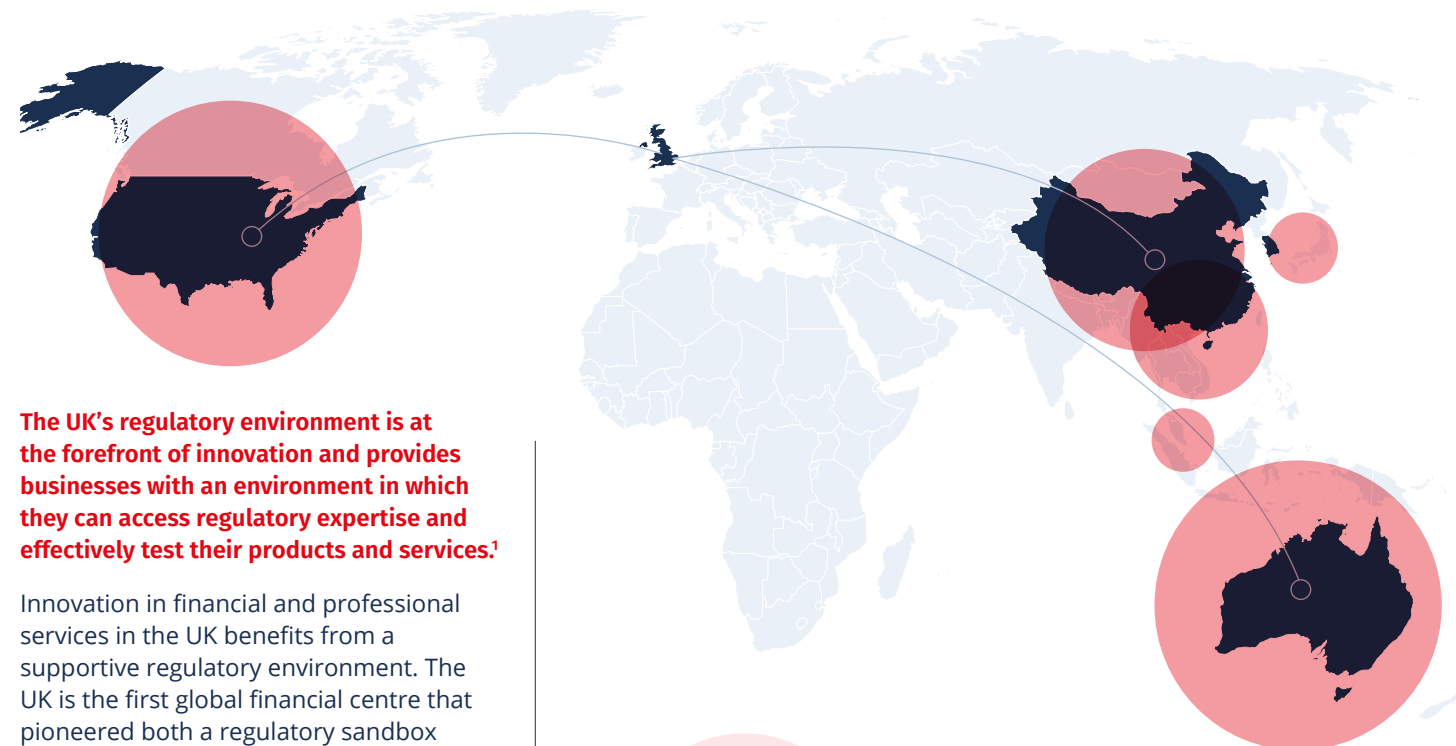 The UK’s regulatory environment is at
the forefront of innovation and provides
businesses with an environment in which
they can access regulatory expertise and
effectively test their products and services.¹
Innovation in financial and professional
services in the UK benefits from a
supportive regulatory environment. The
UK is the first global financial centre that
pioneered both a regulatory sandbox